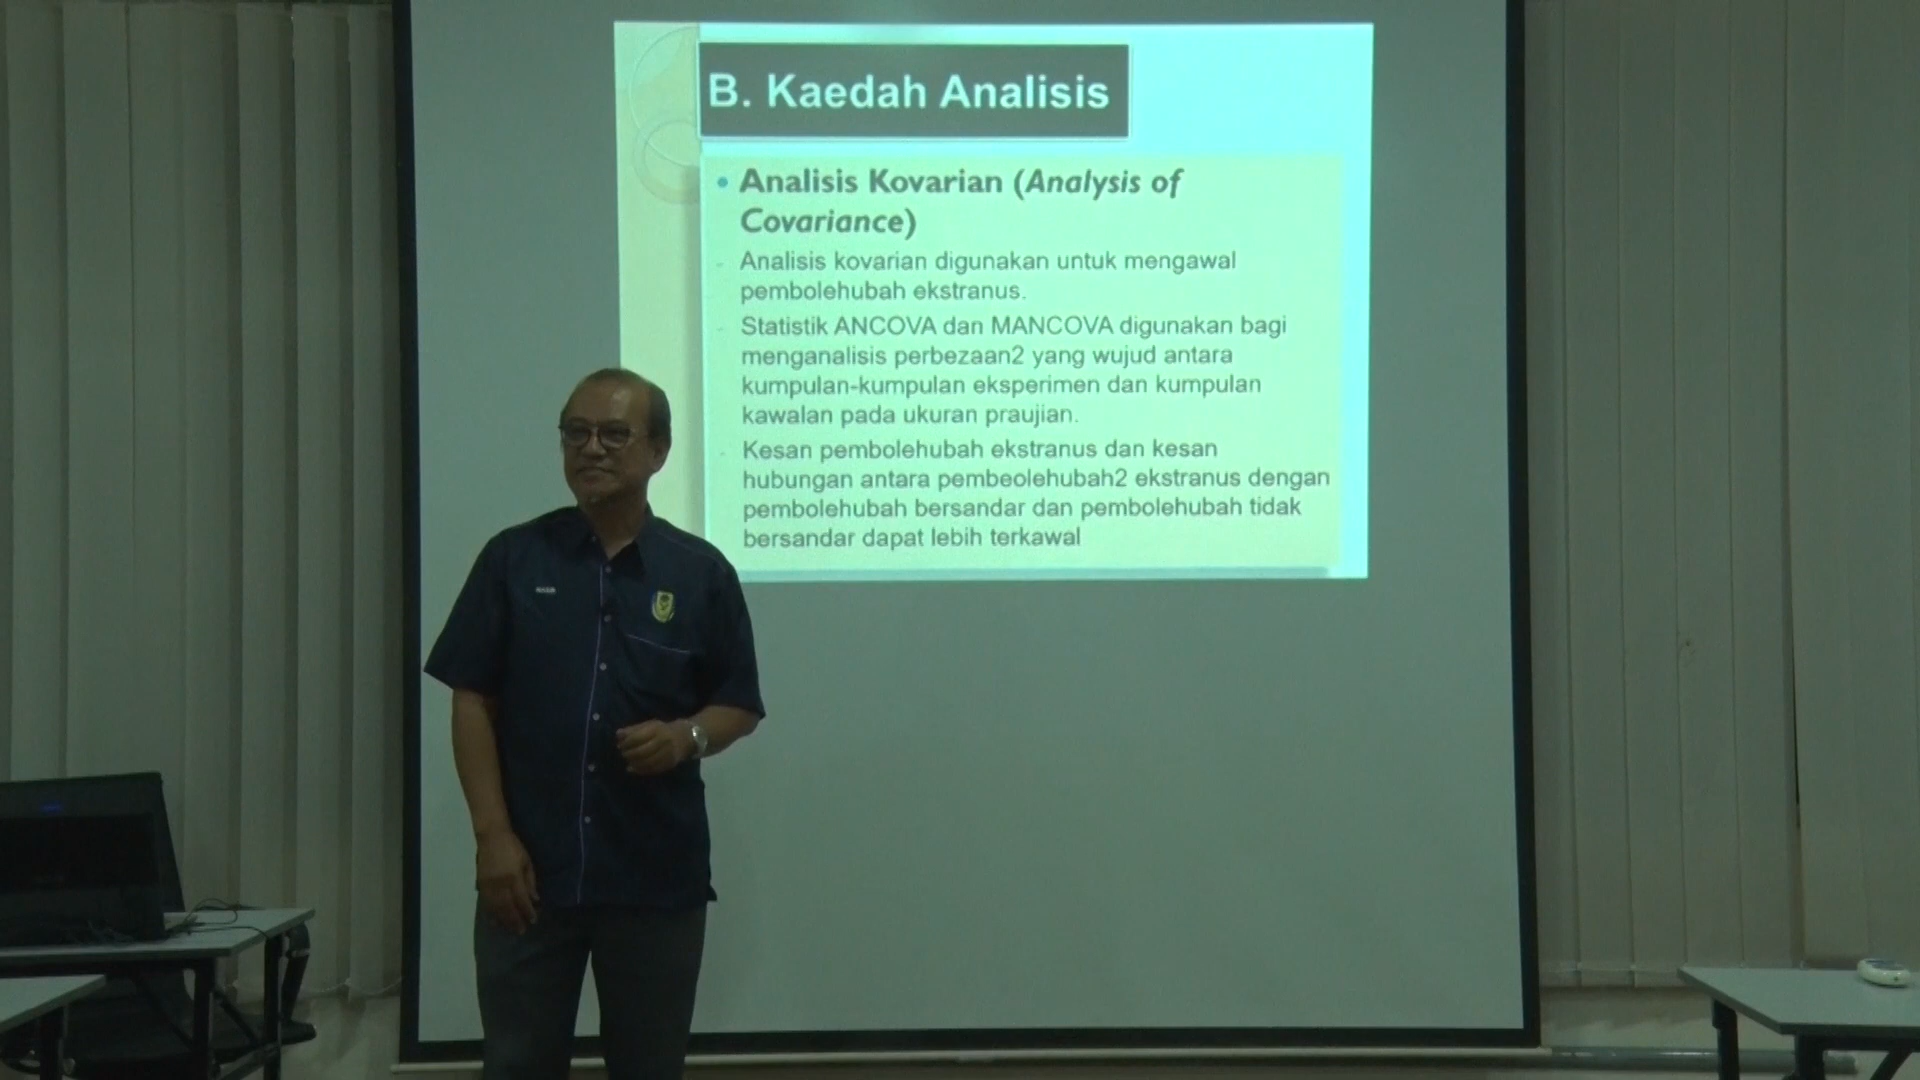 B. Kaedah Analisis
• Analisis Kovarian (Analysis of
Covariance)
- Analisis kovarian digunakan untuk mengawal
pembolehubah ekstranus.
- Statistik ANCOVA dan MANCOVA digunakan bagi
menganalisis perbezaan2 yang wujud antara
kumpulan-kumpulan eksperimen dan kumpulan
kawalan pada ukuran praujian.
- Kesan pembolehubah ekstranus dan kesan
hubungan antara pembeolehubah2 ekstranus dengan
pembolehubah bersandar dan pembolehubah tidak
bersandar dapat lebih terkawal